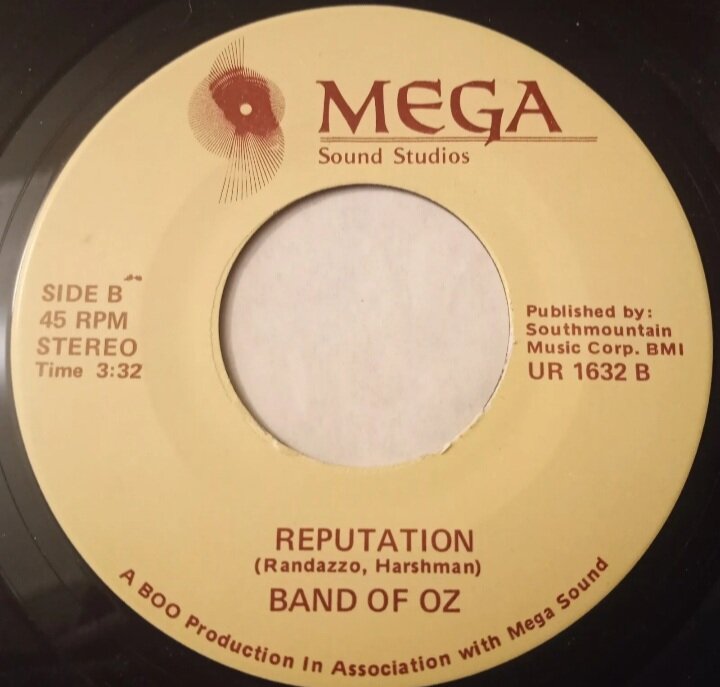 MEGA
Sound Studios
SIDE B
45 RPM
STEREO
Time 3:32
Published by:
Southmountain
Music Corp. BMI
UR 1632 B
REPUTATION
(Randazzo, Harshman)
BAND OF OZ
A BOO Production In Association with Mega Sound